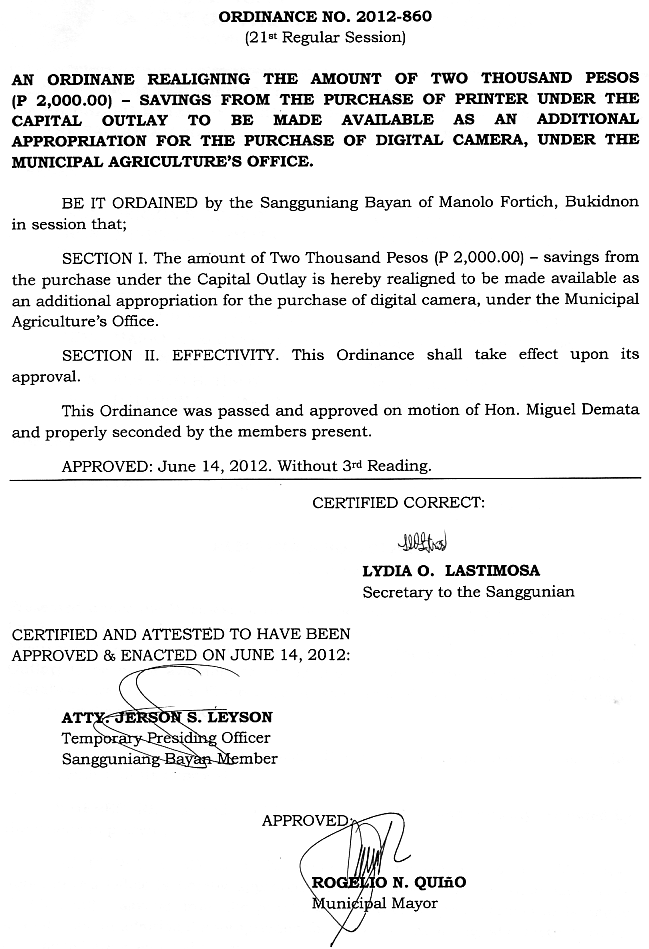 ORDINANCE NO. 2012-860
(21st Regular Session)
AN ORDINANE REALIGNING THE AMOUNT OF TWO THOUSAND PESOS
(P 2,000.00) – SAVINGS FROM THE PURCHASE OF PRINTER UNDER THE
CAPITAL OUTLAY TO BE MADE AVAILABLE AS AN ADDITIONAL
APPROPRIATION FOR THE PURCHASE OF DIGITAL CAMERA, UNDER THE
MUNICIPAL AGRICULTURE'S OFFICE.
BE IT ORDAINED by the Sangguniang Bayan of Manolo Fortich, Bukidnon
in session that;
SECTION I. The amount of Two Thousand Pesos (P 2,000.00) – savings from
the purchase under the Capital Outlay is hereby realigned to be made available as
an additional appropriation for the purchase of digital camera, under the Municipal
Agriculture's Office.
SECTION II. EFFECTIVITY. This Ordinance shall take effect upon its
approval.
This Ordinance was passed and approved on motion of Hon. Miguel Demata
and properly seconded by the members present.
APPROVED: June 14, 2012. Without 3rd Reading.
CERTIFIED CORRECT:
LYDIA O. LASTIMOSA
Secretary to the Sanggunian
CERTIFIED AND ATTESTED TO HAVE BEEN
APPROVED & ENACTED ON JUNE 14, 2012:
ATTY. JERSON S. LEYSON
Temporary Presiding Officer
Sangguniang Bayan Member
APPROVED:
ROGELIO N. QUIñO
Municipal Mayor